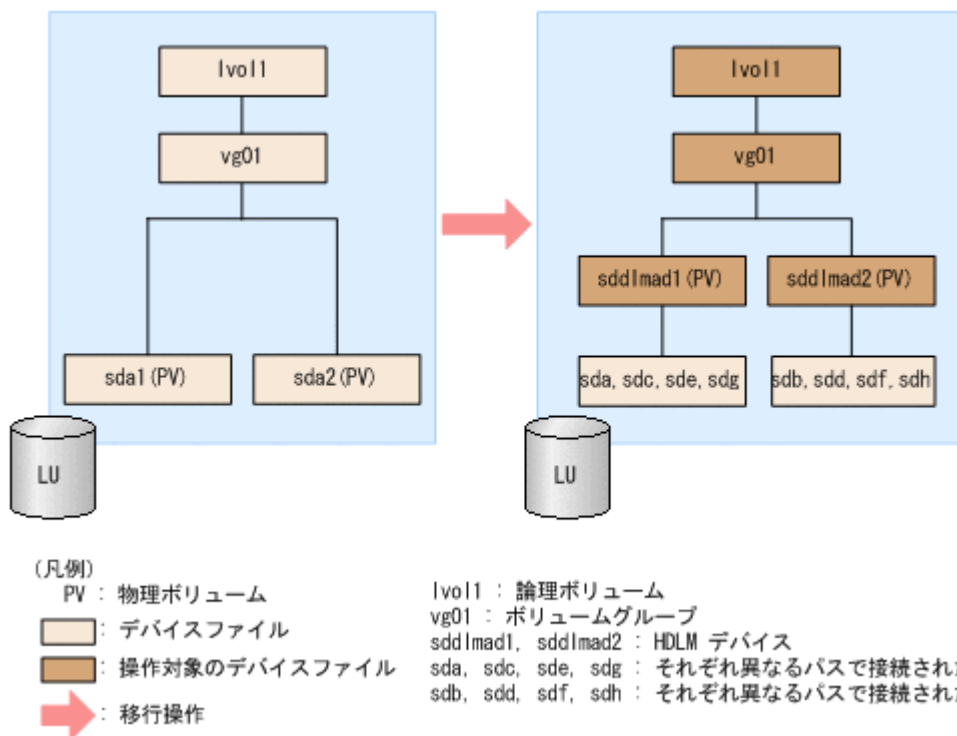 lvol1
vg01
sda1(PV)
sda2(PV)
LU
lvol1
vg01
sddlmad1(PV)
sddlmad2(PV)
sda, sdc, sde, sdg
sdb, sdd, sdf, sdh
LU
(凡例)
PV : 物理ボリューム
: デバイスファイル
: 操作対象のデバイスファイル
: 移行操作
lvol1 : 論理ボリューム
vg01 : ボリュームグループ
sddlmad1, sddlmad2 : HDLM デバイス
sda, sdc, sde, sdg : それぞれ異なるパスで接続され
sdb, sdd, sdf, sdh : それぞれ異なるパスで接続され